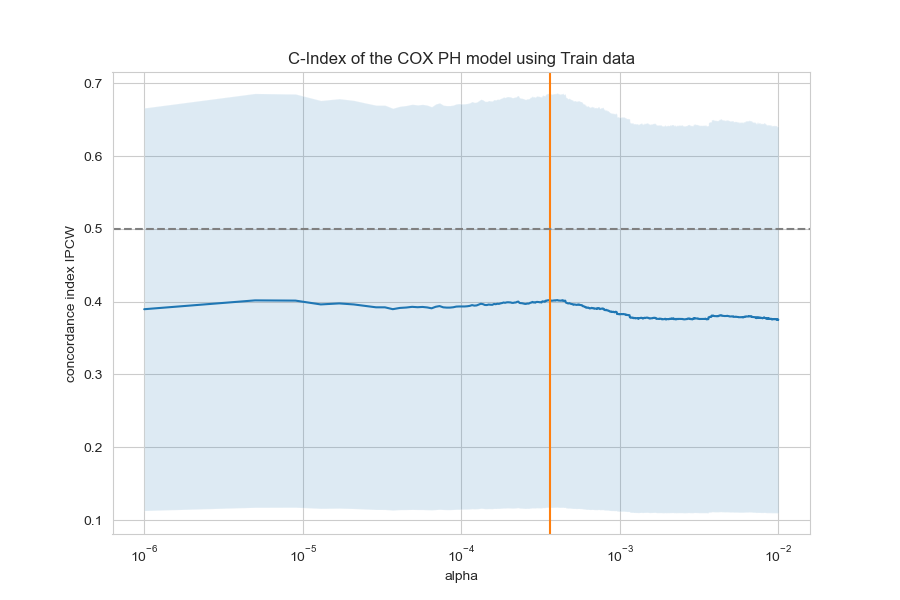 C-Index of the COX PH model using Train data
concordance index IPCW
0.7
0.6
0.5
0.4
0.3
0.2
0.1
10⁻⁶ 10⁻⁵ 10⁻⁴ 10⁻³ 10⁻²
alpha